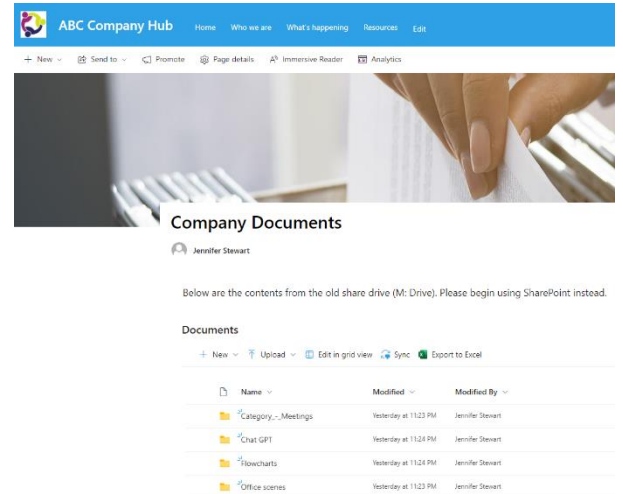 ABC Company Hub Home Who we are What's happening Resources Edit
New Send to Promote Page details Immersive Reader Analytics
Company Documents
Jennifer Stewart
Below are the contents from the old share drive (M: Drive). Please begin using SharePoint instead.
Documents
New Upload Edit in grid view Sync Export to Excel
Name Modified Modified By
Category_-_Meetings Yesterday at 11:23 PM Jennifer Stewart
Chat GPT Yesterday at 11:24 PM Jennifer Stewart
Flowcharts Yesterday at 11:24 PM Jennifer Stewart
Office scenes Yesterday at 11:23 PM Jennifer Stewart